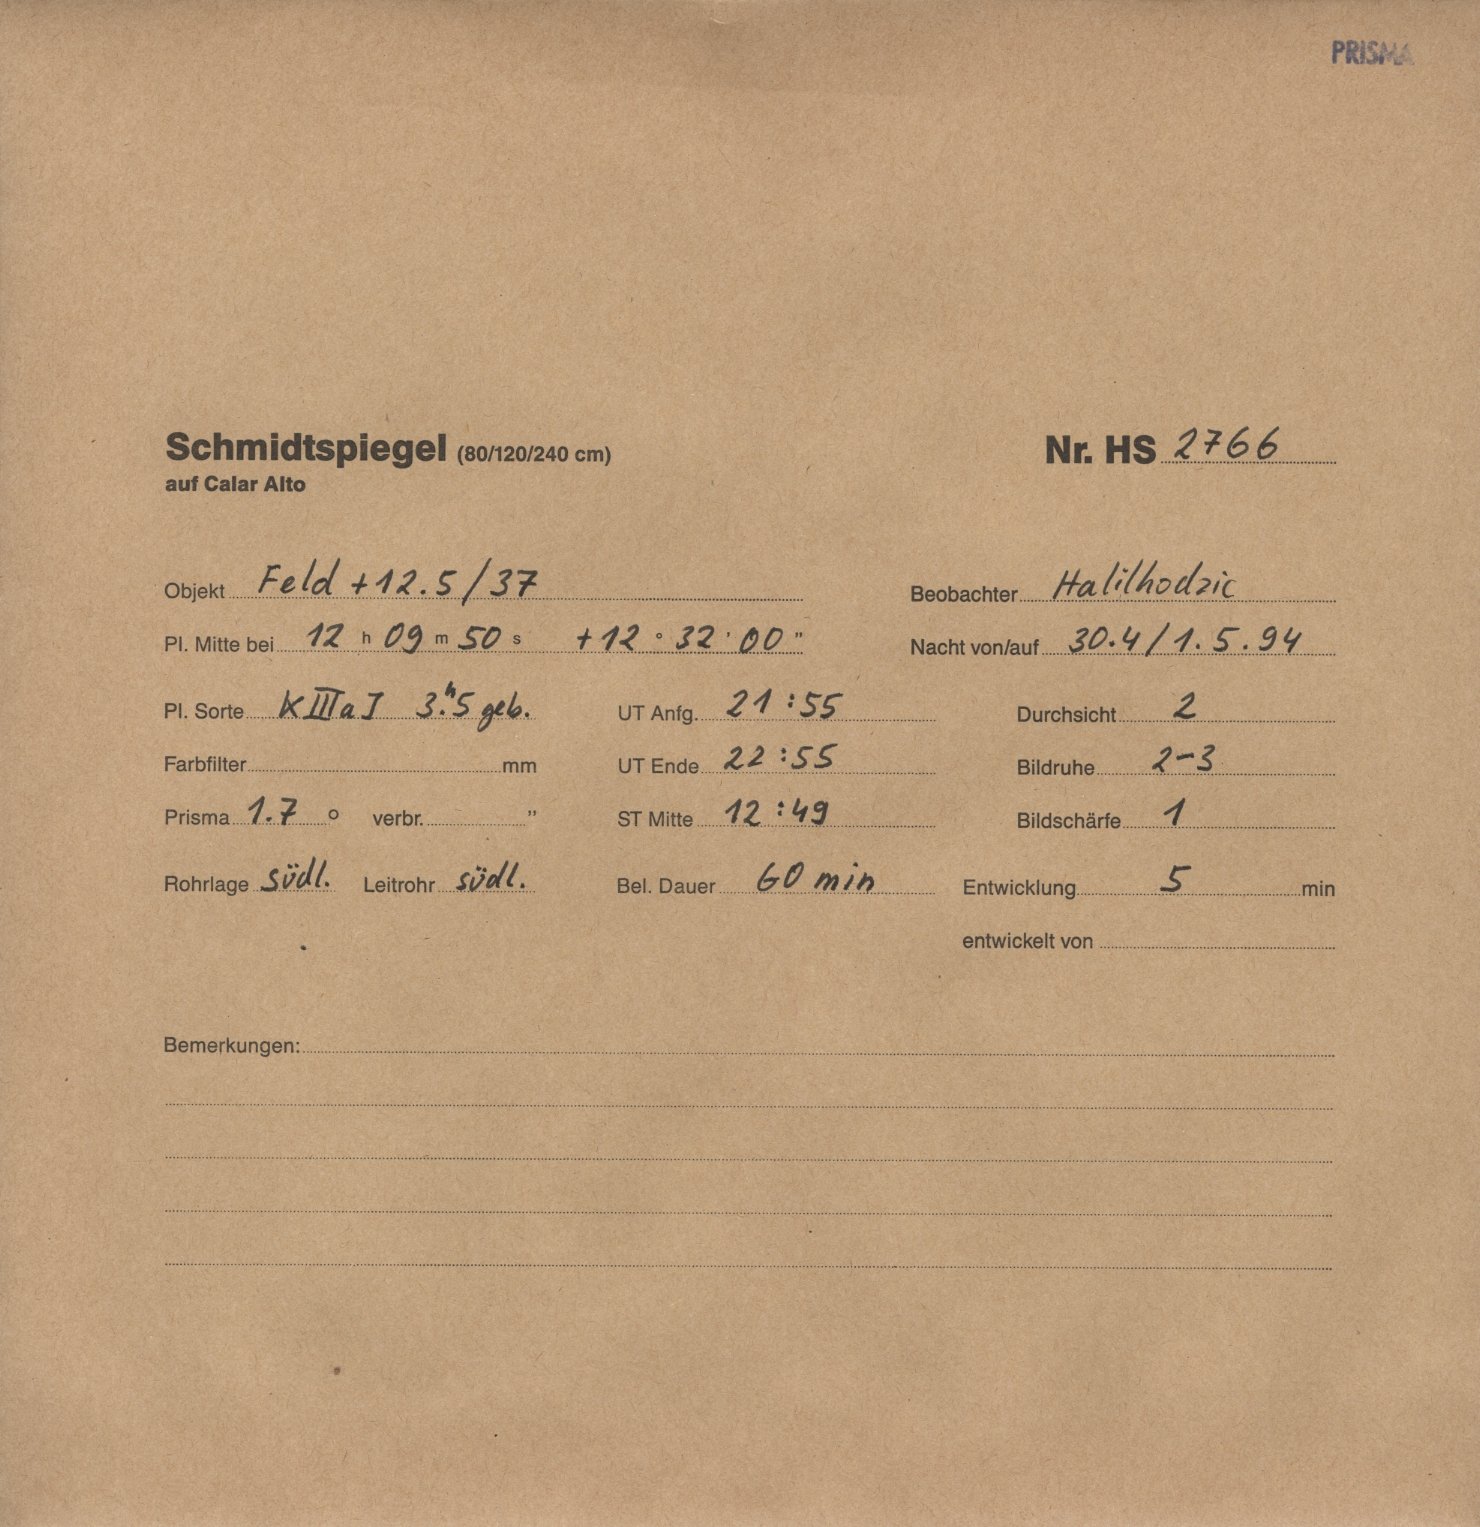 PRISMA
Schmidtspiegel (80/120/240 cm) Nr. HS 2766
auf Calar Alto
Objekt Feld +12.5/37 Beobachter Halilhodzic
Pl. Mitte bei 12 h 09 m 50 s +12 ° 32 ' 00 " Nacht von/auf 30.4/1.5.94
Pl. Sorte KIIIaJ 3.ʰ5 geb. UT Anfg. 21:55 Durchsicht 2
Farbfilter mm UT Ende 22:55 Bildruhe 2-3
Prisma 1.7 ° verbr. " ST Mitte 12:49 Bildschärfe 1
Rohrlage südl. Leitrohr südl. Bel. Dauer 60 min Entwicklung 5 min
entwickelt von
Bemerkungen: